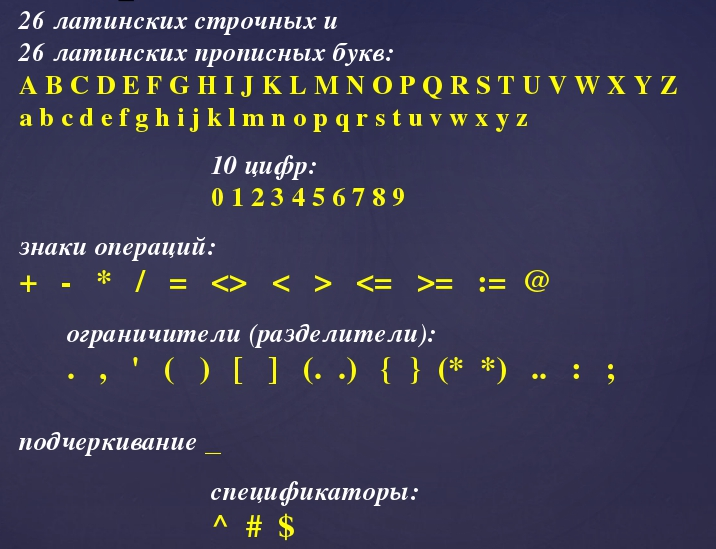 26 латинских строчных и
26 латинских прописных букв:
A B C D E F G H I J K L M N O P Q R S T U V W X Y Z
a b c d e f g h i j k l m n o p q r s t u v w x y z
10 цифр:
0 1 2 3 4 5 6 7 8 9
знаки операций:
+ - * / = <> < > <= >= := @
ограничители (разделители):
. , ' ( ) [ ] (. .) { } (* *) .. : ;
подчеркивание _
спецификаторы:
^ # $